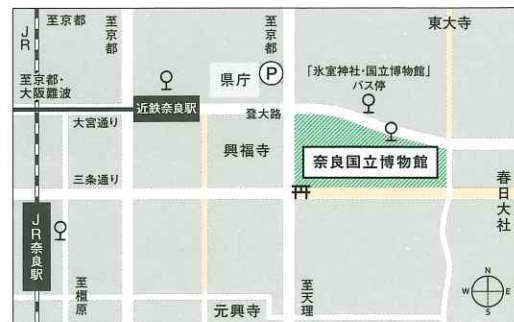 JR
至京都
至京都
至京都
東大寺
至京都・
大阪難波
県庁
P
「氷室神社・国立博物館」
バス停
近鉄奈良駅
登大路
大宮通り
興福寺
奈良国立博物館
三条通り
春日大社
JR奈良駅
至橿原
元興寺
至天理
N
W
E
S